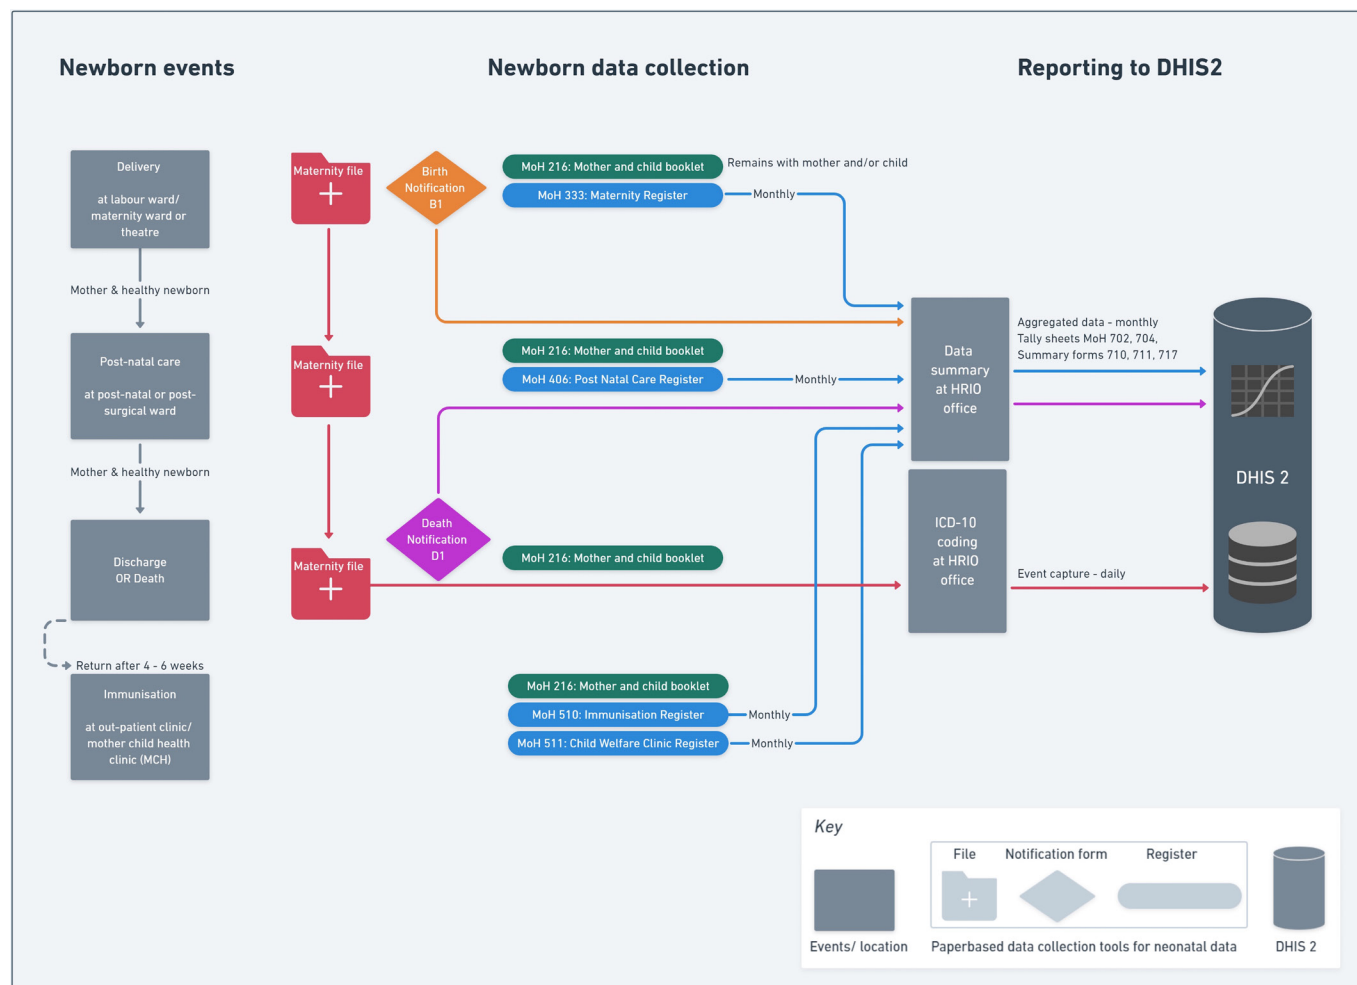 Newborn events
Newborn data collection
Reporting to DHIS2
Delivery
at labour ward/
maternity ward or
theatre
Mother & healthy newborn
Post-natal care
at post-natal or post-
surgical ward
Mother & healthy newborn
Discharge
OR Death
Return after 4 - 6 weeks
Immunisation
at out-patient clinic/
mother child health
clinic (MCH)
Maternity file
Birth
Notification
B1
MoH 216: Mother and child booklet
Remains with mother and/or child
MoH 333: Maternity Register
Monthly
Maternity file
MoH 216: Mother and child booklet
MoH 406: Post Natal Care Register
Monthly
Maternity file
Death
Notification
D1
MoH 216: Mother and child booklet
MoH 216: Mother and child booklet
MoH 510: Immunisation Register
Monthly
MoH 511: Child Welfare Clinic Register
Monthly
Data
summary
at HRIO
office
ICD-10
coding
at HRIO
office
Aggregated data - monthly
Tally sheets MoH 702, 704,
Summary forms 710, 711, 717
Event capture - daily
DHIS 2
Key
File
Notification form
Register
Events/ location
Paperbased data collection tools for neonatal data
DHIS 2